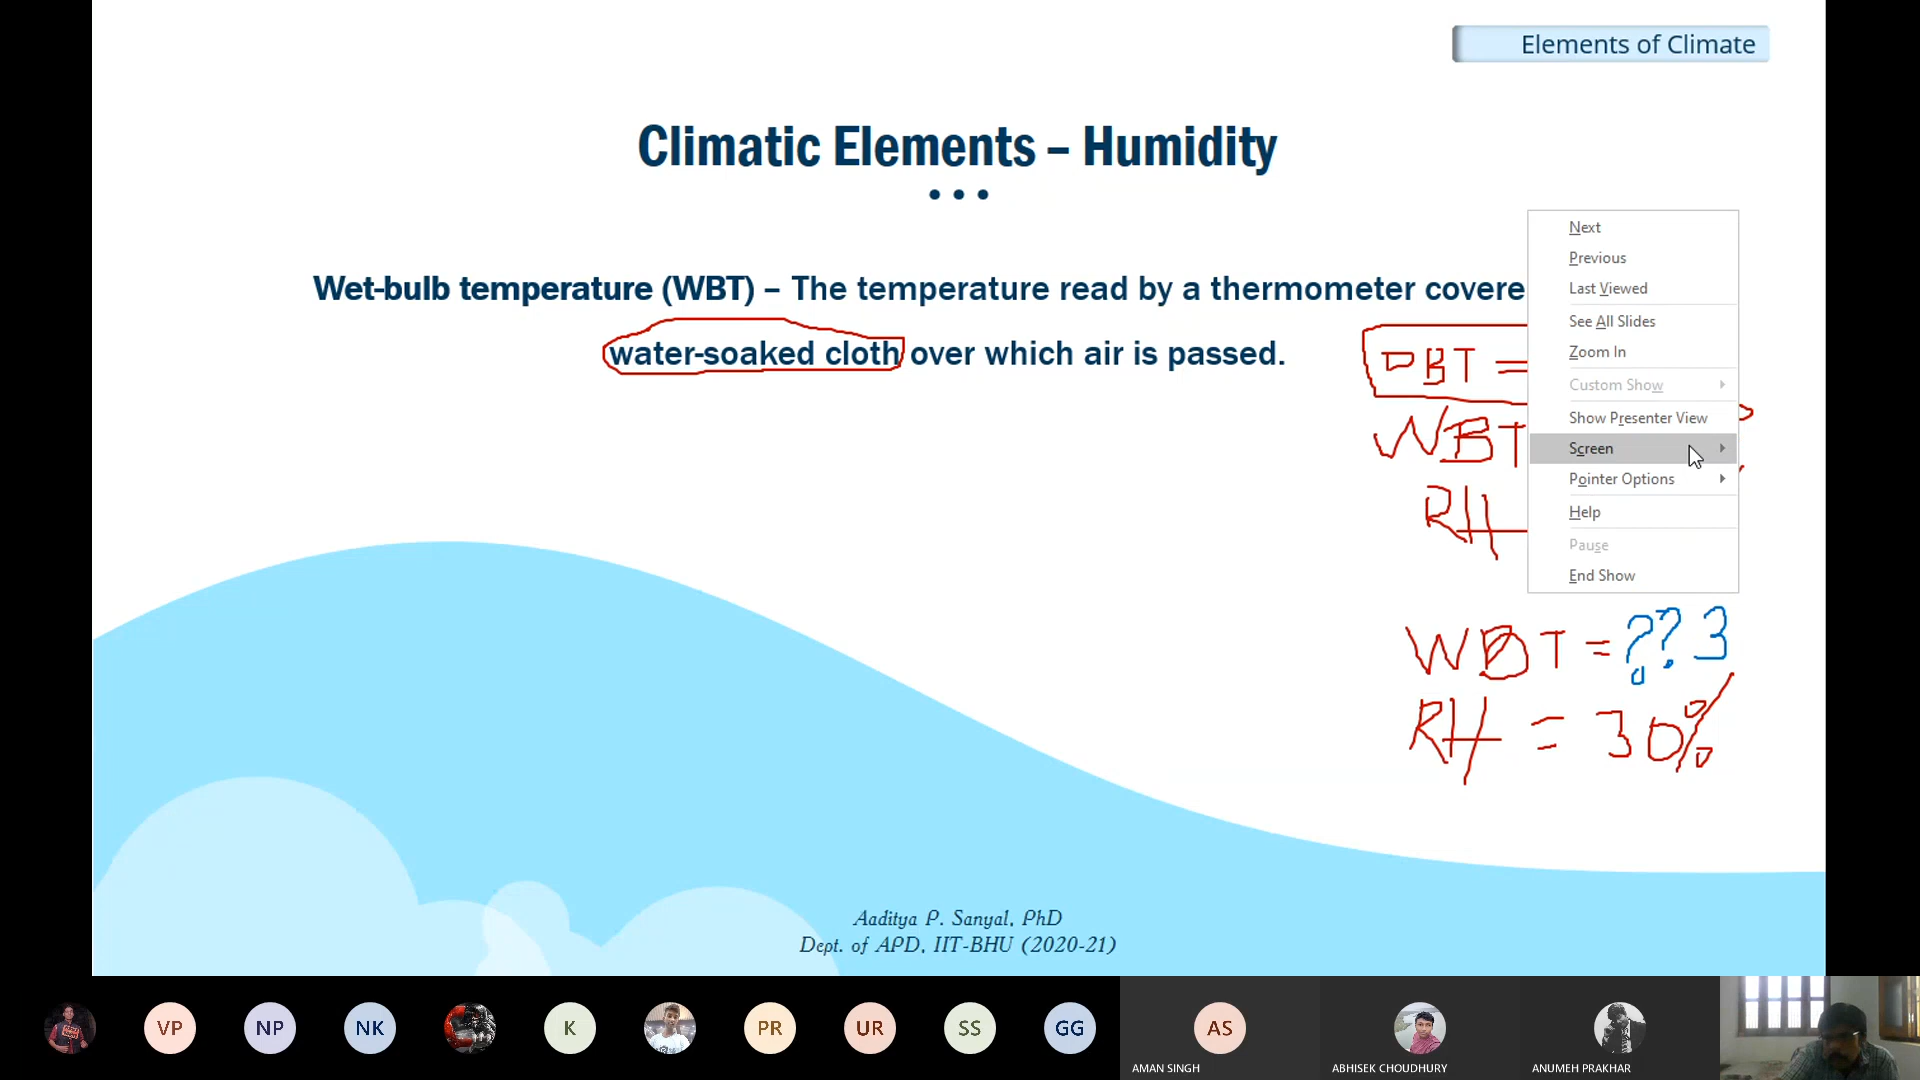 Elements of Climate
Climatic Elements – Humidity
Wet-bulb temperature (WBT) – The temperature read by a thermometer covere
water-soaked cloth over which air is passed.
DBT =
WBT
RH
WBT = ?? 3
RH = 30%
Next
Previous
Last Viewed
See All Slides
Zoom In
Custom Show
Show Presenter View
Screen
Pointer Options
Help
Pause
End Show
Aaditya P. Sanyal, PhD
Dept. of APD, IIT-BHU (2020-21)
VP
NP
NK
K
PR
UR
SS
GG
AS
AMAN SINGH
ABHISEK CHOUDHURY
ANUMEH PRAKHAR